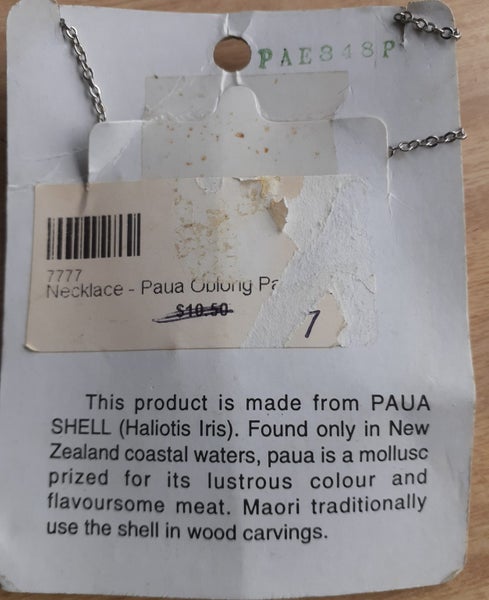 PAE348P
7777
Necklace - Paua Oblong Pa
$10.50
7
This product is made from PAUA
SHELL (Haliotis Iris). Found only in New
Zealand coastal waters, paua is a mollusc
prized for its lustrous colour and
flavoursome meat. Maori traditionally
use the shell in wood carvings.